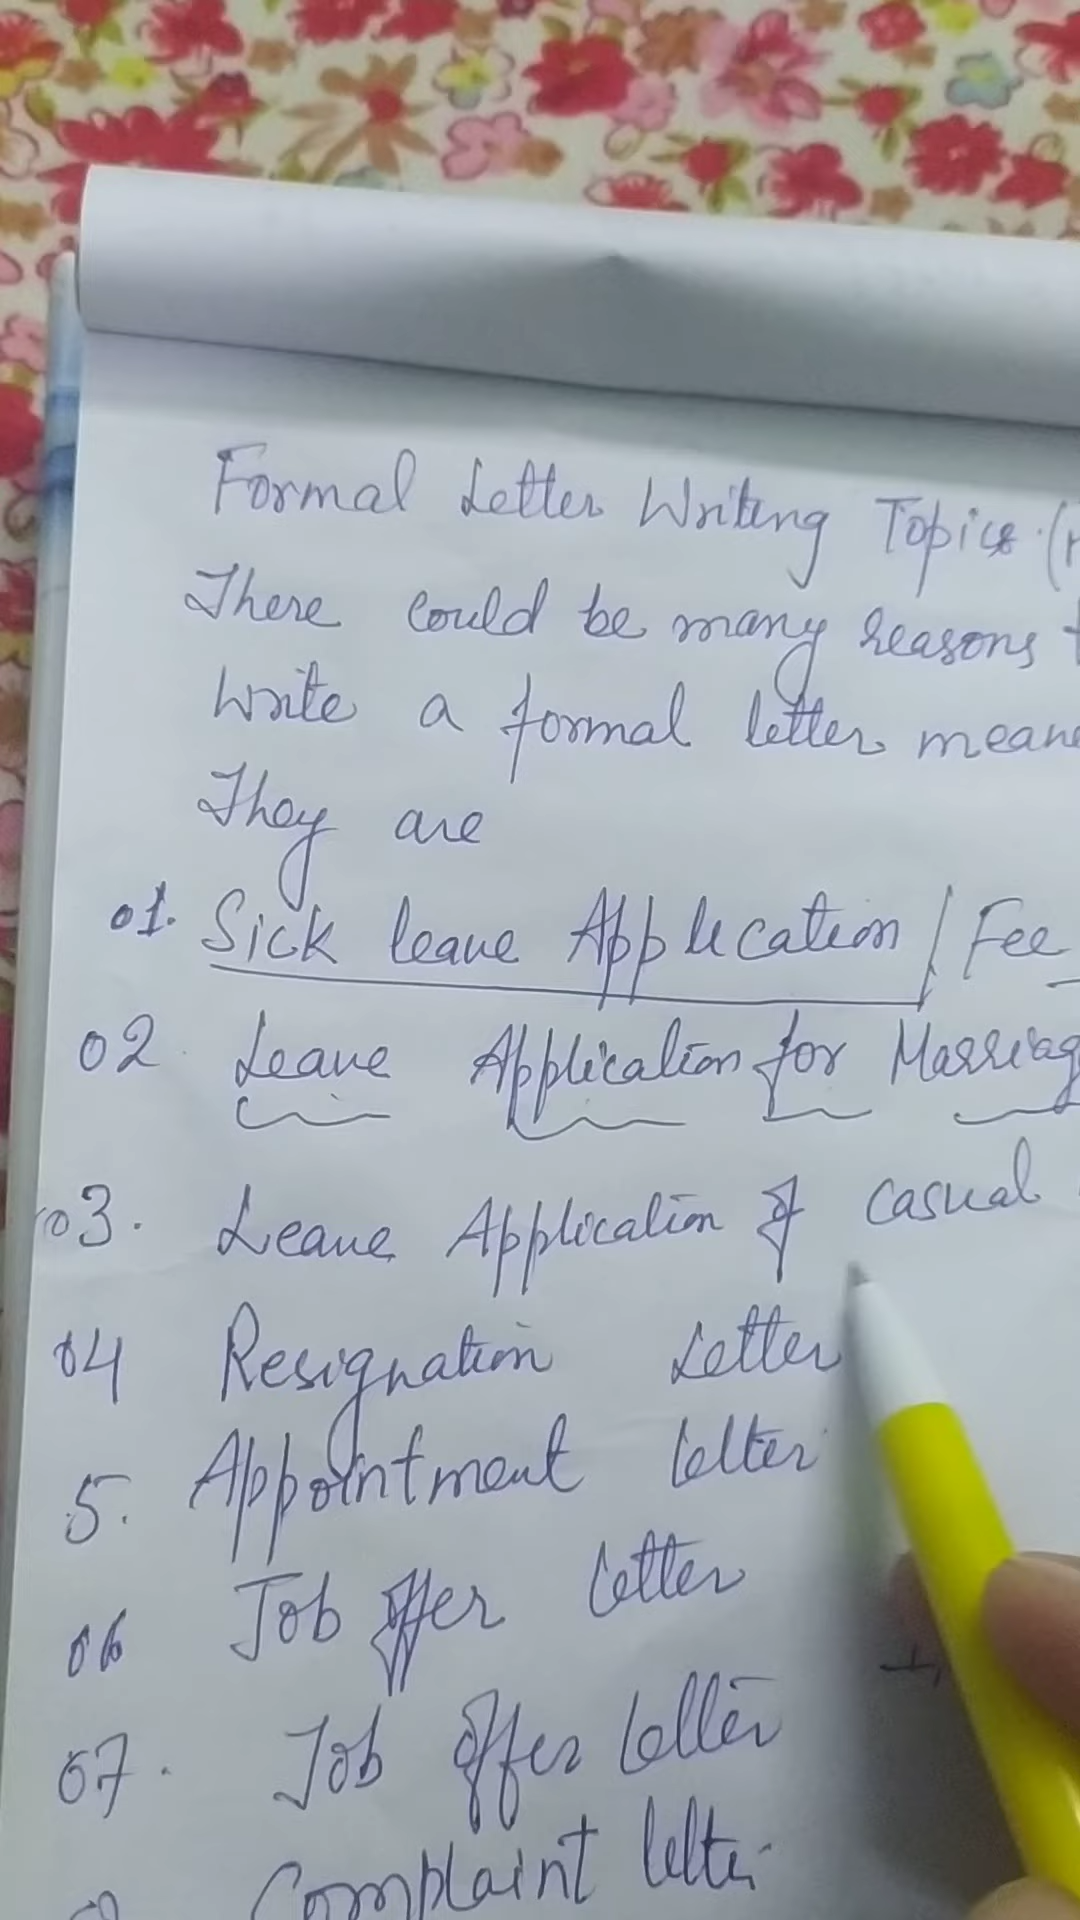 Formal Letter Writing Topics (
There could be many reasons
Write a formal letter
They are
01. Sick leave Application / Fee
02. Leave Application for Marriag
03. Leave Application of casual
04 Resignation Letter
5. Appointment letter
06 Job offer letter
07. Job offer letter
Complaint letter